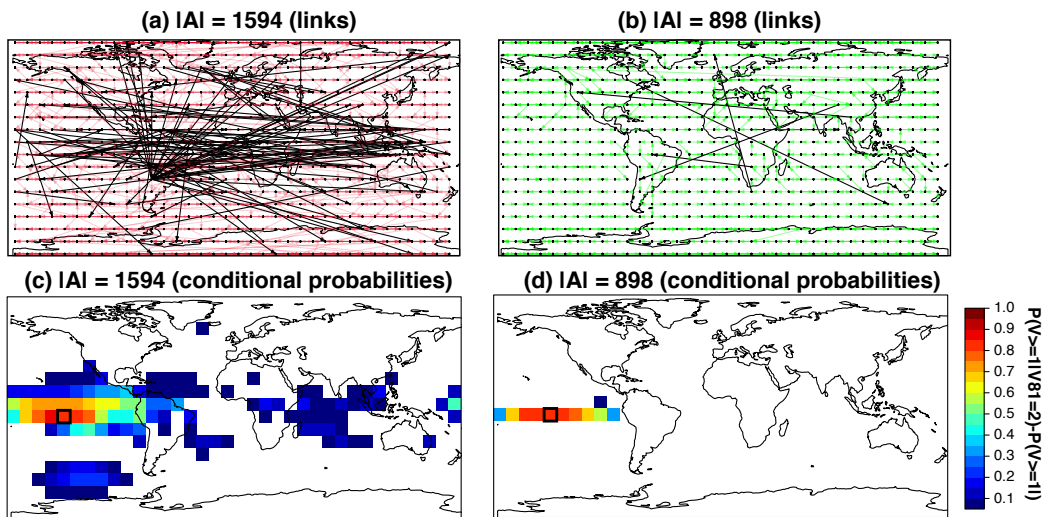 (a) |A| = 1594 (links)
(b) |A| = 898 (links)
(c) |A| = 1594 (conditional probabilities)
(d) |A| = 898 (conditional probabilities)
1.0
0.9
0.8
0.7
0.6
0.5
0.4
0.3
0.2
0.1
P(V>=1|V81=2)-P(V>=1|)